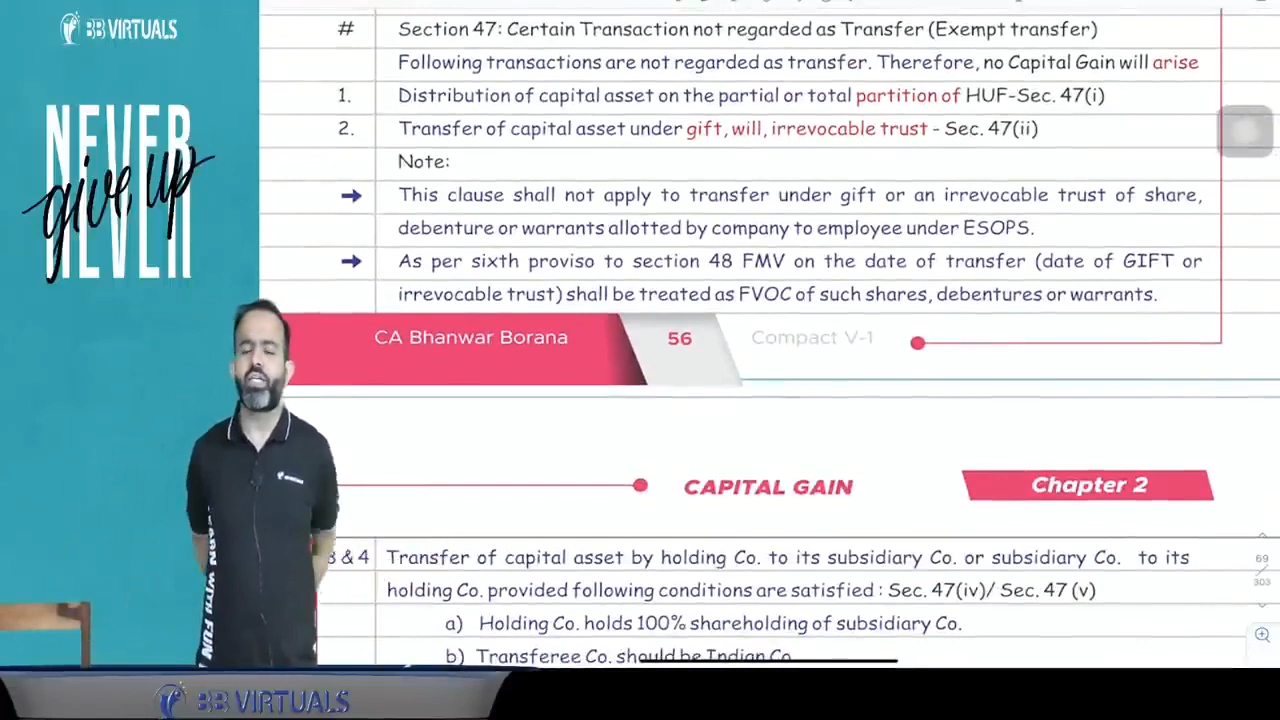 BB VIRTUALS
NEVER
give up
NEVER
# Section 47: Certain Transaction not regarded as Transfer (Exempt transfer)
Following transactions are not regarded as transfer. Therefore, no Capital Gain will arise
1. Distribution of capital asset on the partial or total partition of HUF-Sec. 47(i)
2. Transfer of capital asset under gift, will, irrevocable trust - Sec. 47(ii)
Note:
→ This clause shall not apply to transfer under gift or an irrevocable trust of share,
debenture or warrants allotted by company to employee under ESOPS.
→ As per sixth proviso to section 48 FMV on the date of transfer (date of GIFT or
irrevocable trust) shall be treated as FVOC of such shares, debentures or warrants.
CA Bhanwar Borana 56 Compact V-1
CAPITAL GAIN Chapter 2
3 & 4 Transfer of capital asset by holding Co. to its subsidiary Co. or subsidiary Co. to its
holding Co. provided following conditions are satisfied : Sec. 47(iv)/ Sec. 47 (v)
a) Holding Co. holds 100% shareholding of subsidiary Co.
b) Transferee Co. should be Indian Co.
69
303
LEARN WITH FUN
BB VIRTUALS